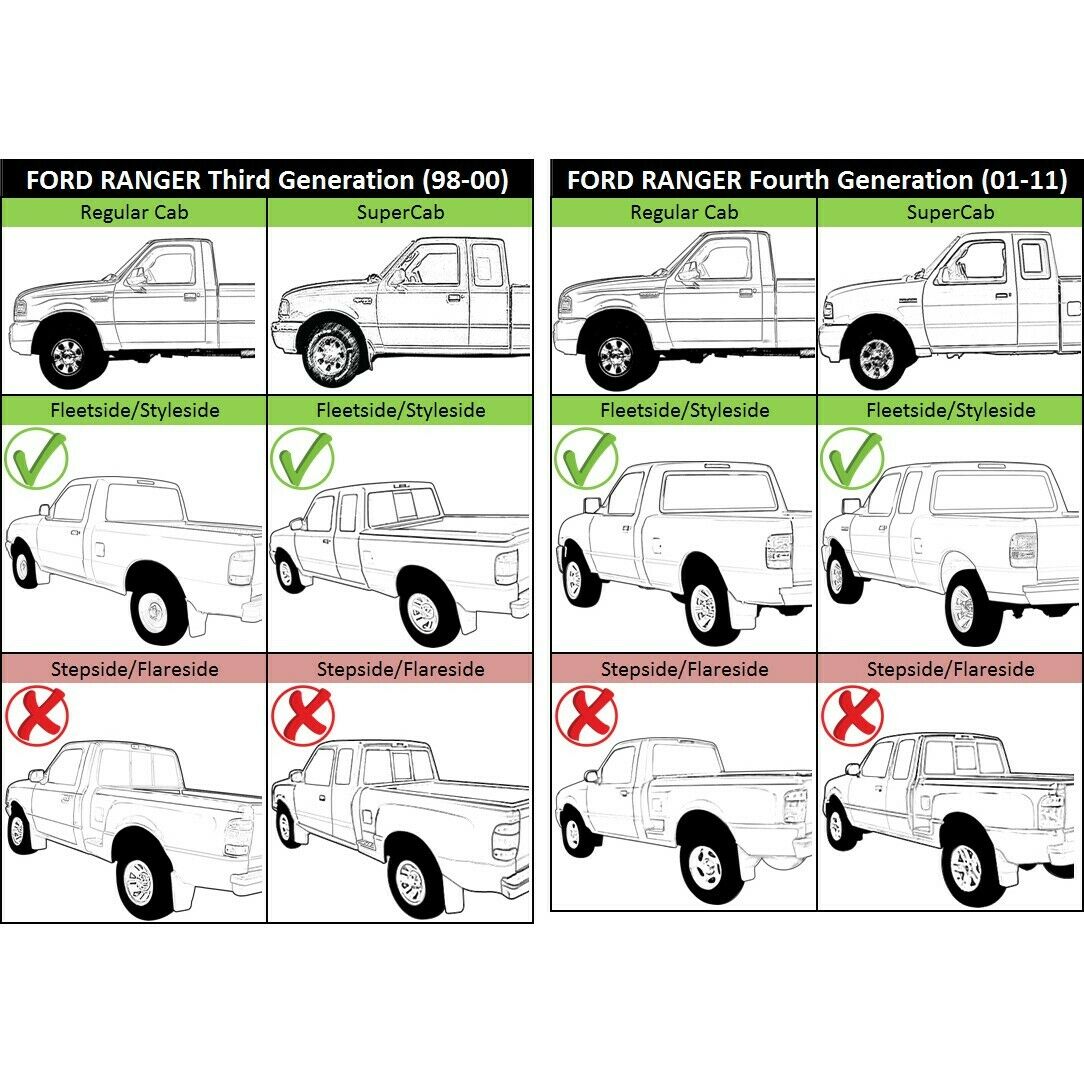 FORD RANGER Third Generation (98-00)
Regular Cab
SuperCab
Fleetside/Styleside
Fleetside/Styleside
Stepside/Flareside
Stepside/Flareside
FORD RANGER Fourth Generation (01-11)
Regular Cab
SuperCab
Fleetside/Styleside
Fleetside/Styleside
Stepside/Flareside
Stepside/Flareside